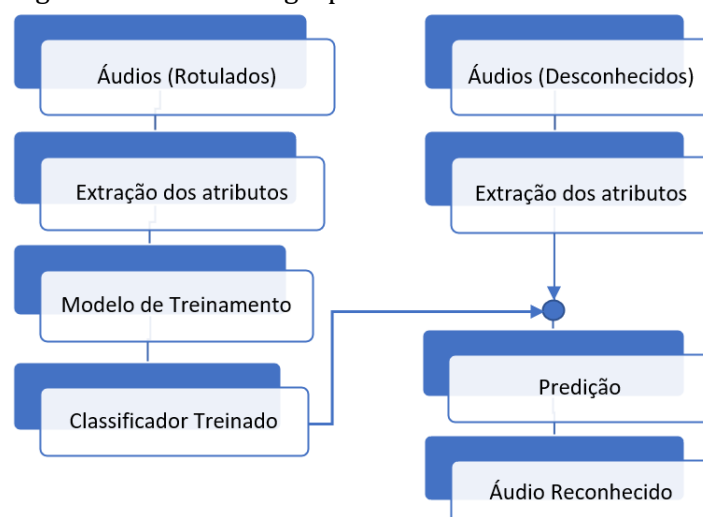 Áudios (Rotulados)
Extração dos atributos
Modelo de Treinamento
Classificador Treinado
Áudios (Desconhecidos)
Extração dos atributos
Predição
Áudio Reconhecido